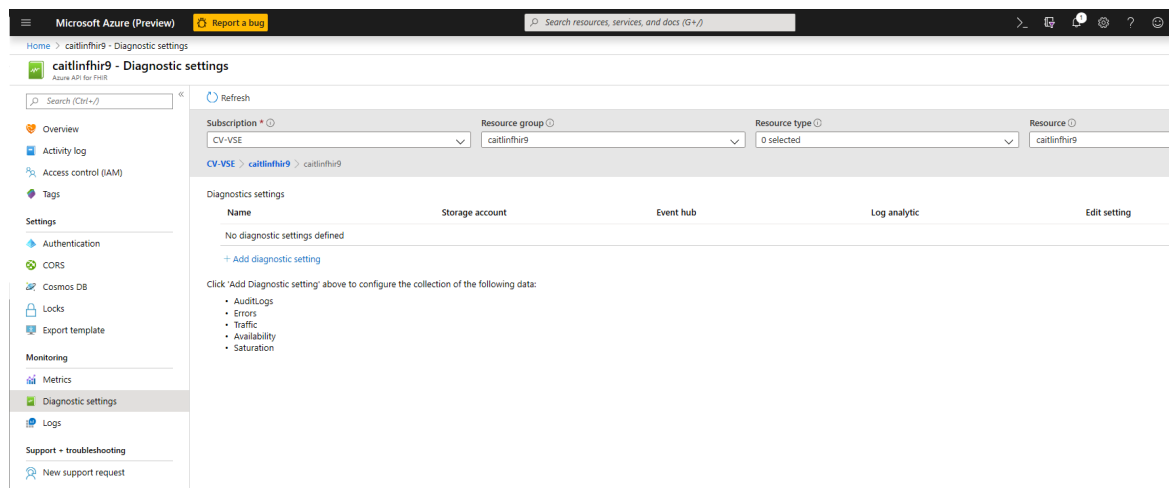 Microsoft Azure (Preview)
Report a bug
Search resources, services, and docs (G+/)
1
Home > caitlinfhir9 - Diagnostic settings
caitlinfhir9 - Diagnostic settings
Azure API for FHIR
Search (Ctrl+/)
«
Overview
Activity log
Access control (IAM)
Tags
Settings
Authentication
CORS
Cosmos DB
Locks
Export template
Monitoring
Metrics
Diagnostic settings
Logs
Support + troubleshooting
New support request
Refresh
Subscription * Resource group Resource type Resource
CV-VSE caitlinfhir9 0 selected caitlinfhir9
CV-VSE > caitlinfhir9 > caitlinfhir9
Diagnostics settings
Name Storage account Event hub Log analytic Edit setting
No diagnostic settings defined
+ Add diagnostic setting
Click 'Add Diagnostic setting' above to configure the collection of the following data:
• AuditLogs
• Errors
• Traffic
• Availability
• Saturation